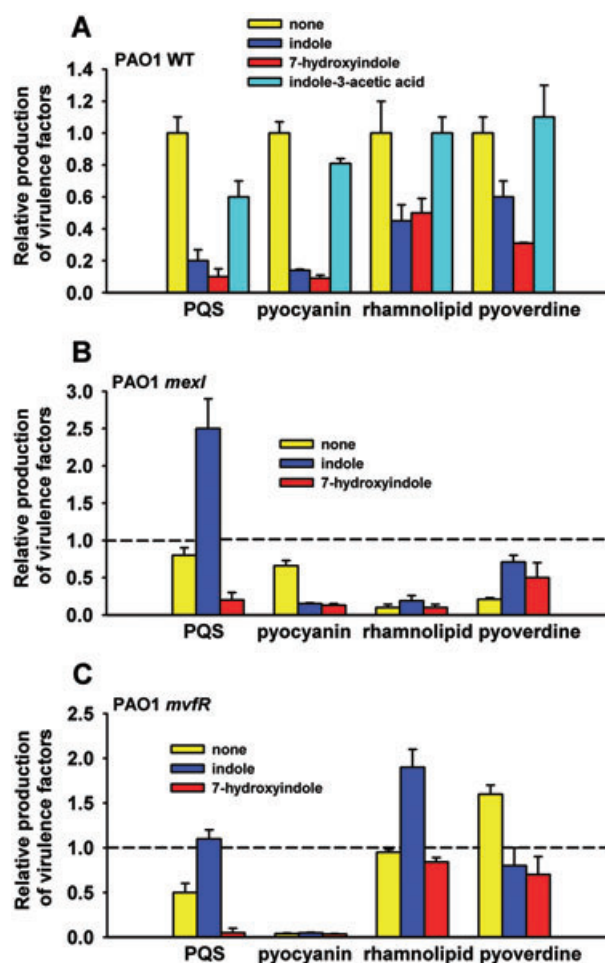 A
PAO1 WT
none
indole
7-hydroxyindole
indole-3-acetic acid
Relative production
of virulence factors
1.4
1.2
1.0
0.8
0.6
0.4
0.2
0.0
PQS pyocyanin rhamnolipid pyoverdine
B
PAO1 mexI
none
indole
7-hydroxyindole
Relative production
of virulence factors
3.0
2.5
2.0
1.5
1.0
0.5
0.0
PQS pyocyanin rhamnolipid pyoverdine
C
PAO1 mvfR
none
indole
7-hydroxyindole
Relative production
of virulence factors
2.5
2.0
1.5
1.0
0.5
0.0
PQS pyocyanin rhamnolipid pyoverdine